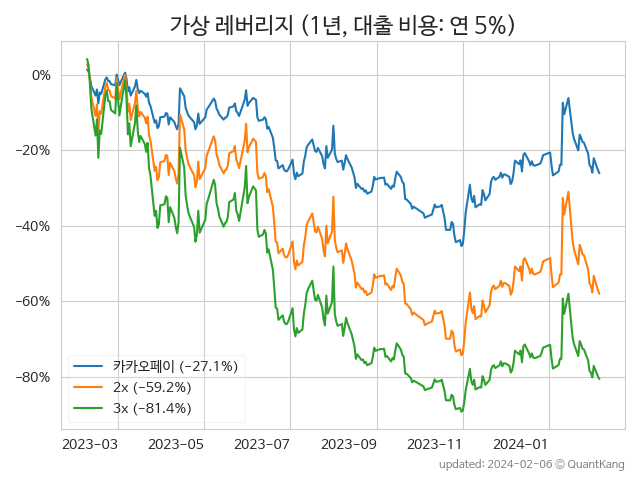 가상 레버리지 (1년, 대출 비용: 연 5%)
0%
−20%
−40%
−60%
−80%
카카오페이 (−27.1%)
2x (−59.2%)
3x (−81.4%)
2023-03 2023-05 2023-07 2023-09 2023-11 2024-01
updated: 2024-02-06 © QuantKang